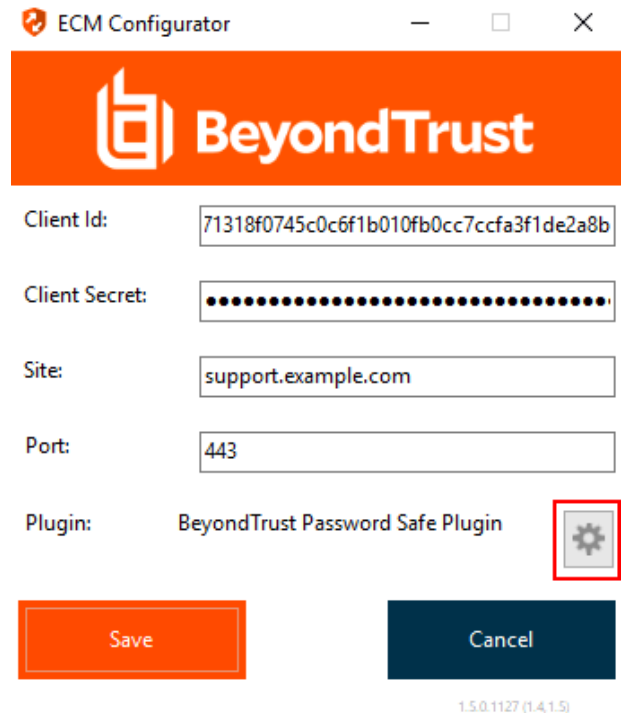 ECM Configurator
BeyondTrust
Client Id: 71318f0745c0c6f1b010fb0cc7ccfa3f1de2a8b
Client Secret: ●●●●●●●●●●●●●●●●●●●●●●●●●●●●●●●●●●●
Site: support.example.com
Port: 443
Plugin: BeyondTrust Password Safe Plugin
Save Cancel
1.5.0.1127 (1.4,1.5)